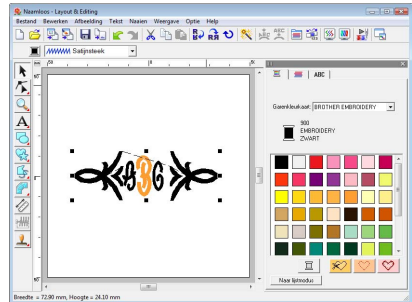 Naamloos - Layout & Editing
Bestand Bewerken Afbeelding Tekst Naaien Weergave Optie Help
Satijnsteek
ABC
Garenkleurkaart: BROTHER EMBROIDERY
900
EMBROIDERY
ZWART
ABC
Naar lijstmodus
Breedte = 72.90 mm, Hoogte = 24.10 mm